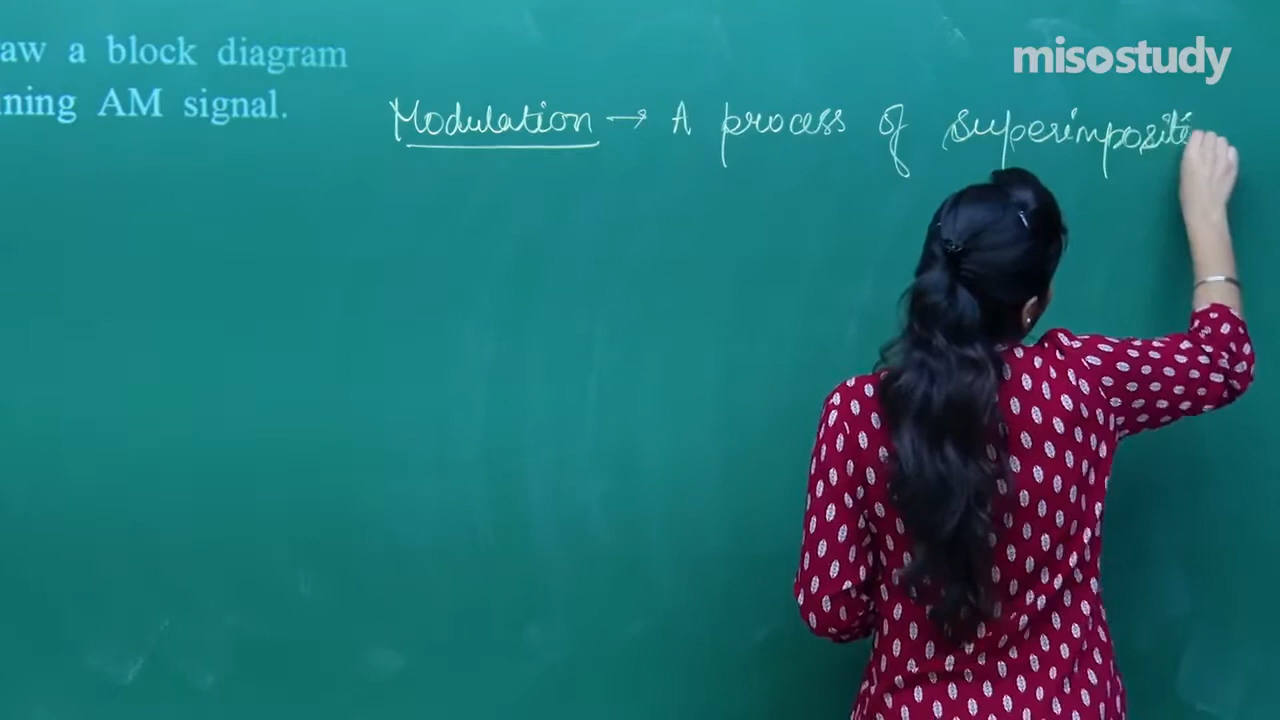 misostudy
aw a block diagram
ning AM signal.
Modulation → A process of superimpositi